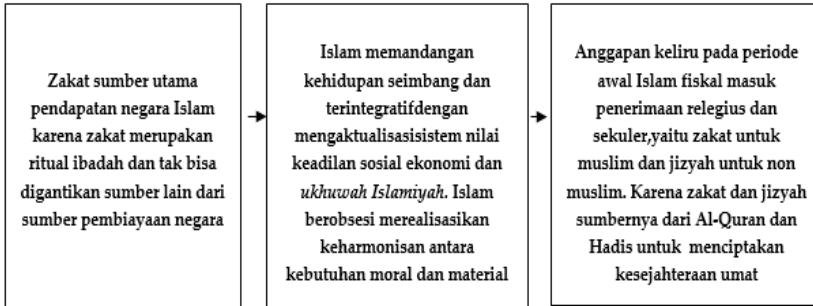 Zakat sumber utama
pendapatan negara Islam
karena zakat merupakan
ritual ibadah dan tak bisa
digantikan sumber lain dari
sumber pembiayaan negara
Islam memandangan
kehidupan seimbang dan
terintegratifdengan
mengaktualisasisistem nilai
keadilan sosial ekonomi dan
ukhuwah Islamiyah. Islam
berobsesi merealisasikan
keharmonisan antara
kebutuhan moral dan material
Anggapan keliru pada periode
awal Islam fiskal masuk
penerimaan relegius dan
sekuler,yaitu zakat untuk
muslim dan jizyah untuk non
muslim. Karena zakat dan jizyah
sumbernya dari Al-Quran dan
Hadis untuk menciptakan
kesejahteraan umat